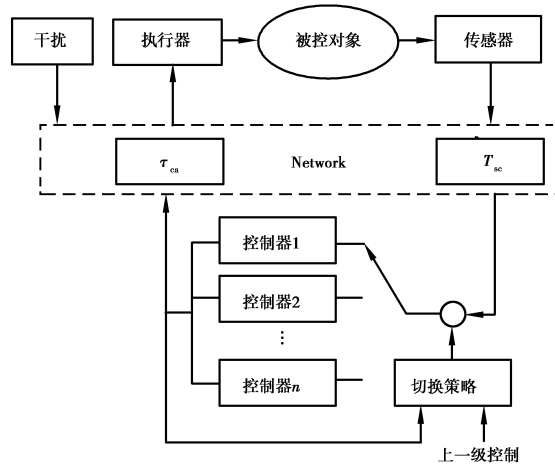 干扰
执行器
被控对象
传感器
τca
Network
Tsc
控制器1
控制器2
⋮
控制器n
切换策略
上一级控制